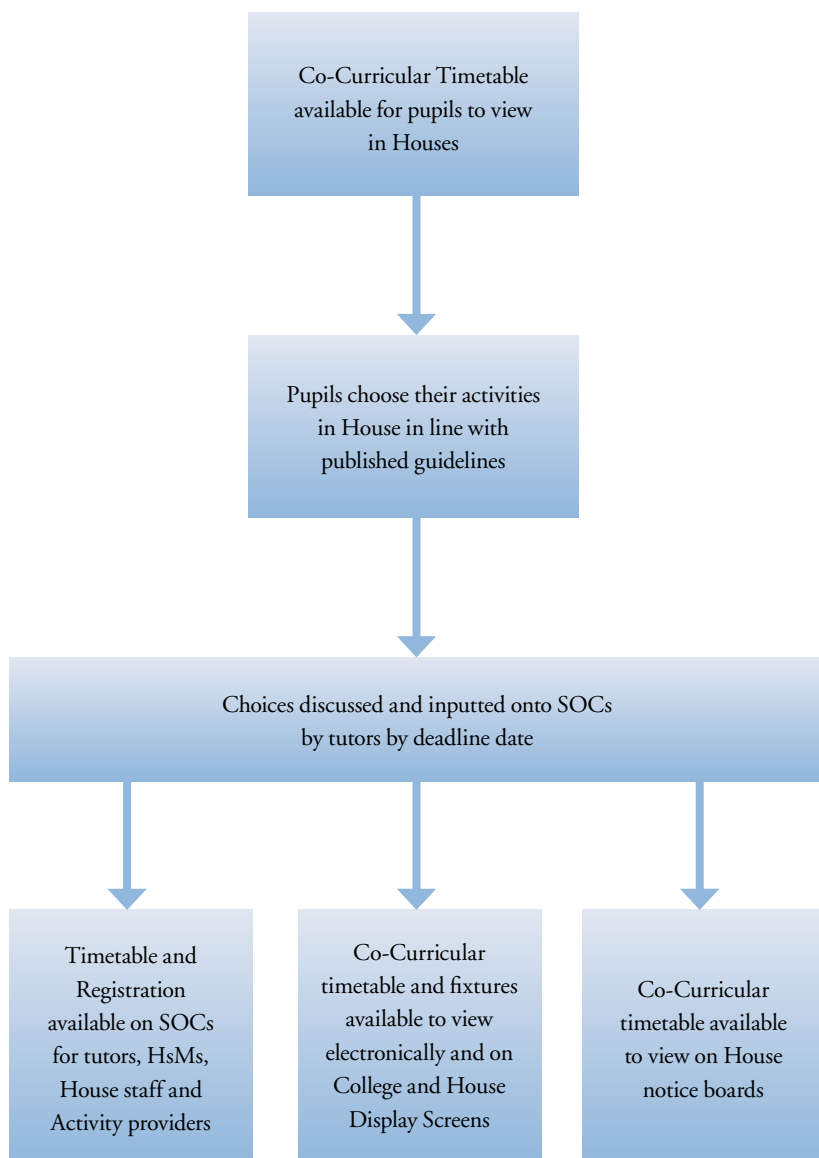 Co-Curricular Timetable
available for pupils to view
in Houses
Pupils choose their activities
in House in line with
published guidelines
Choices discussed and inputted onto SOCs
by tutors by deadline date
Timetable and
Registration
available on SOCs
for tutors, HsMs,
House staff and
Activity providers
Co-Curricular
timetable and fixtures
available to view
electronically and on
College and House
Display Screens
Co-Curricular
timetable available
to view on House
notice boards